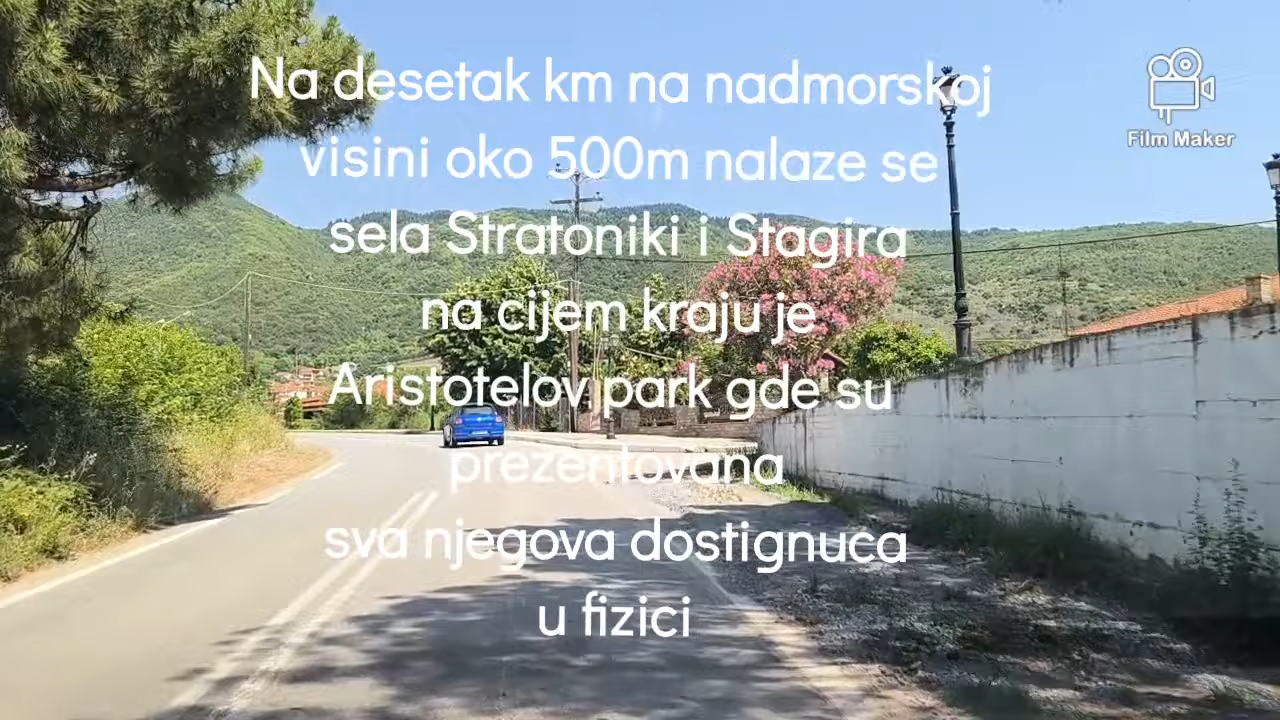 Na desetak km na nadmorskoj
visini oko 500m nalaze se
sela Stratoniki i Stagira
na cijem kraju je
Aristotelov park gde su
prezentovana
sva njegova dostignuca
u fizici
Film Maker